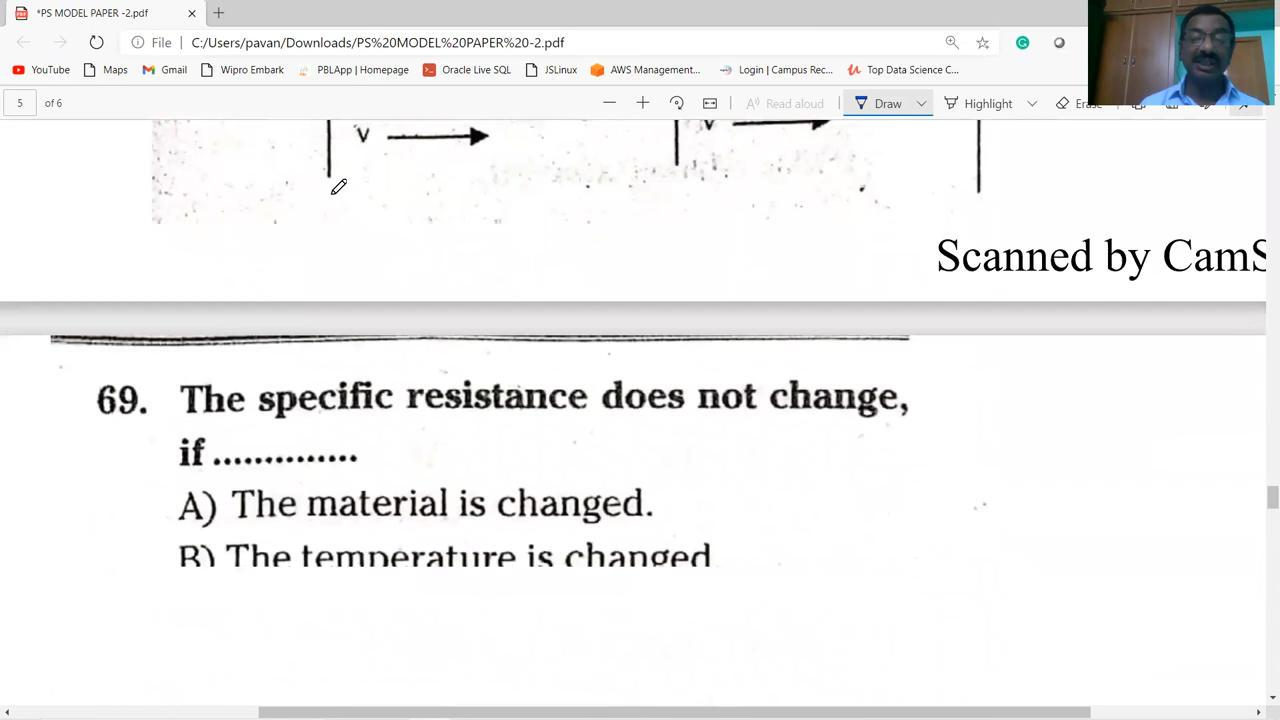 *PS MODEL PAPER -2.pdf
File | C:/Users/pavan/Downloads/PS%20MODEL%20PAPER%20-2.pdf
YouTube Maps Gmail Wipro Embark PBLApp | Homepage Oracle Live SQL JSLinux AWS Management... Login | Campus Rec... Top Data Science C...
5 of 6 Read aloud Draw Highlight Erase
V V
Scanned by CamS
69. The specific resistance does not change,
if ..............
A) The material is changed.
B) The temperature is changed